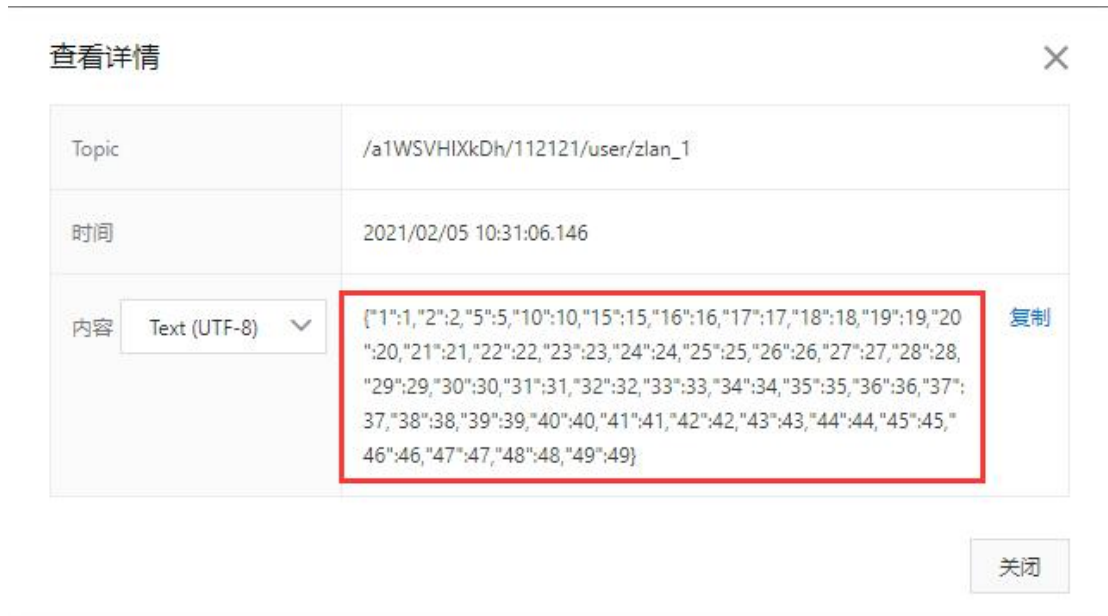 查看详情
Topic
/a1WSVHIXkDh/112121/user/zlan_1
时间
2021/02/05 10:31:06.146
内容
Text (UTF-8)
{"1":1,"2":2,"5":5,"10":10,"15":15,"16":16,"17":17,"18":18,"19":19,"20
":20,"21":21,"22":22,"23":23,"24":24,"25":25,"26":26,"27":27,"28":28,
"29":29,"30":30,"31":31,"32":32,"33":33,"34":34,"35":35,"36":36,"37":
37,"38":38,"39":39,"40":40,"41":41,"42":42,"43":43,"44":44,"45":45,"
46":46,"47":47,"48":48,"49":49}
复制
关闭